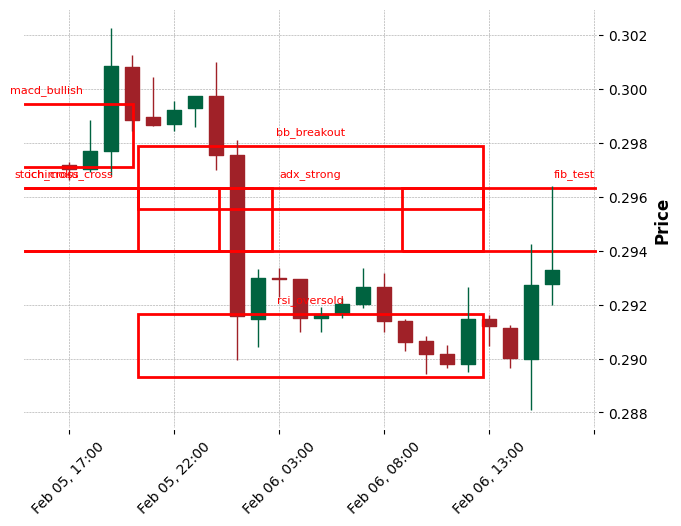 0.302
macd_bullish
0.300
bb_breakout
0.298
stoch_cross
adx_strong
fib_test
0.296
0.294
rsi_oversold
0.292
0.290
0.288
Price
Feb 05, 17:00
Feb 05, 22:00
Feb 06, 03:00
Feb 06, 08:00
Feb 06, 13:00